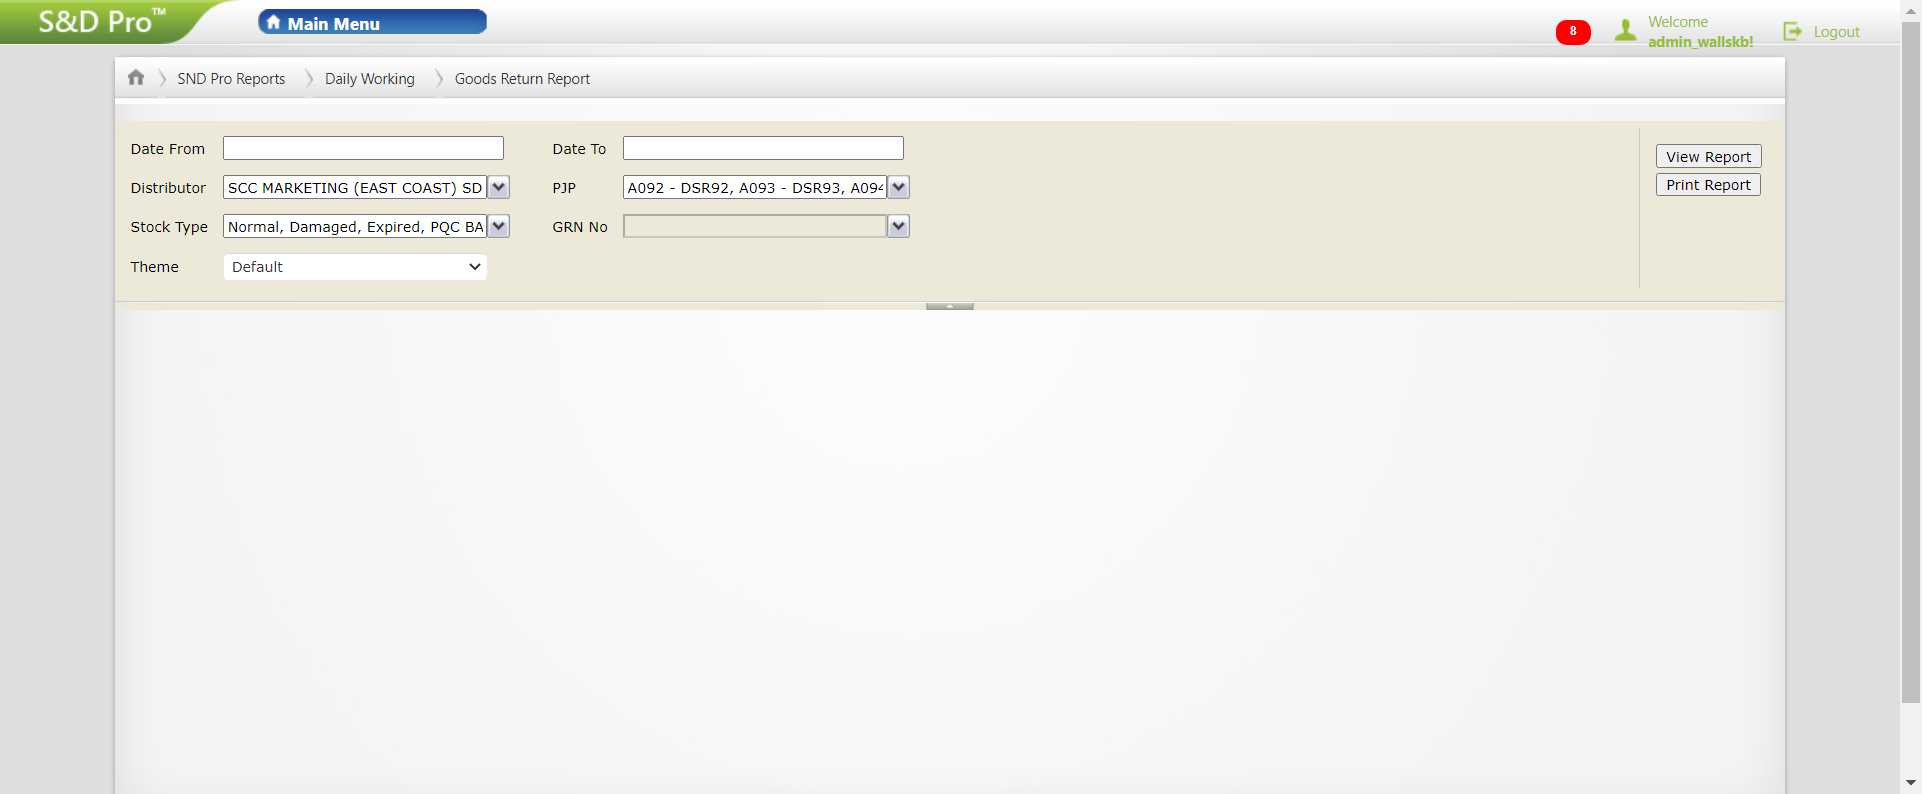 S&D Pro™
Main Menu
8
Welcome
admin_wallskb!
Logout
SND Pro Reports
Daily Working
Goods Return Report
Date From
Date To
View Report
Distributor
SCC MARKETING (EAST COAST) SD
PJP
A092 - DSR92, A093 - DSR93, A094
Print Report
Stock Type
Normal, Damaged, Expired, PQC BA
GRN No
Theme
Default